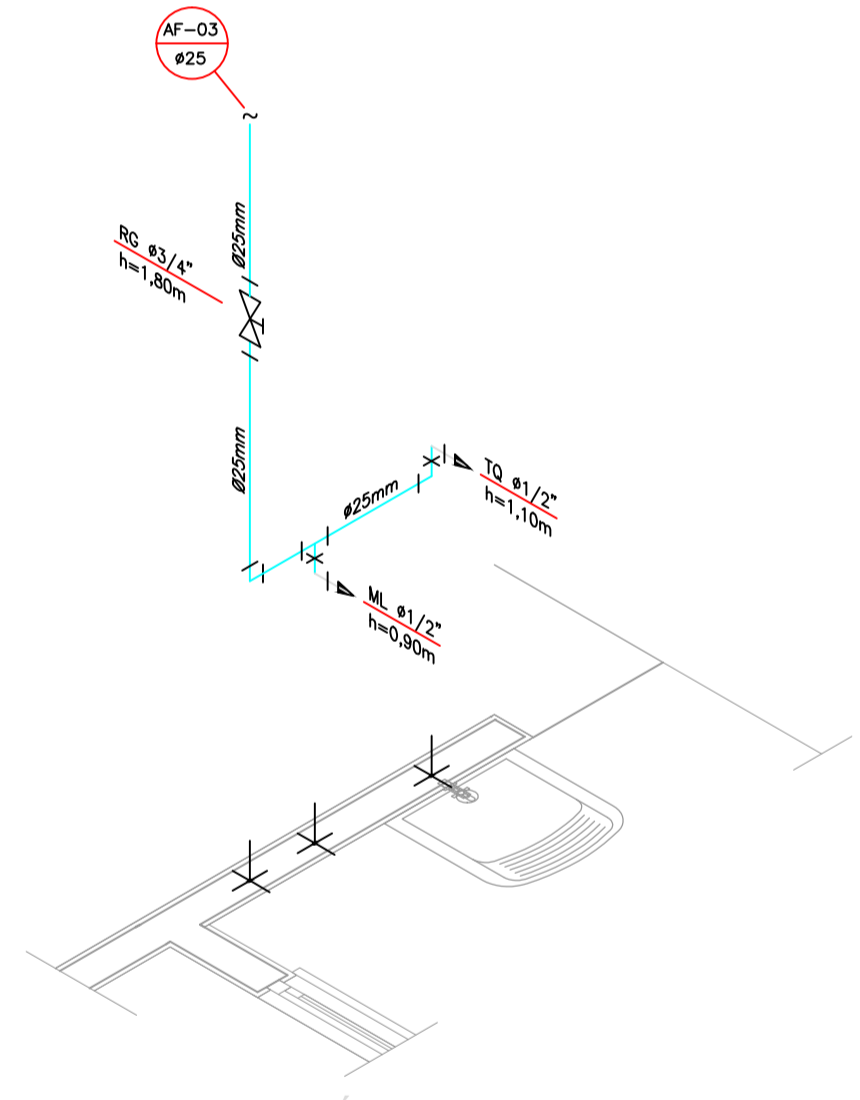 AF-03
ø25
Ø25mm
RG ø3/4"
h=1,80m
Ø25mm
ø25mm
TQ ø1/2"
h=1,10m
ML ø1/2"
h=0,90m